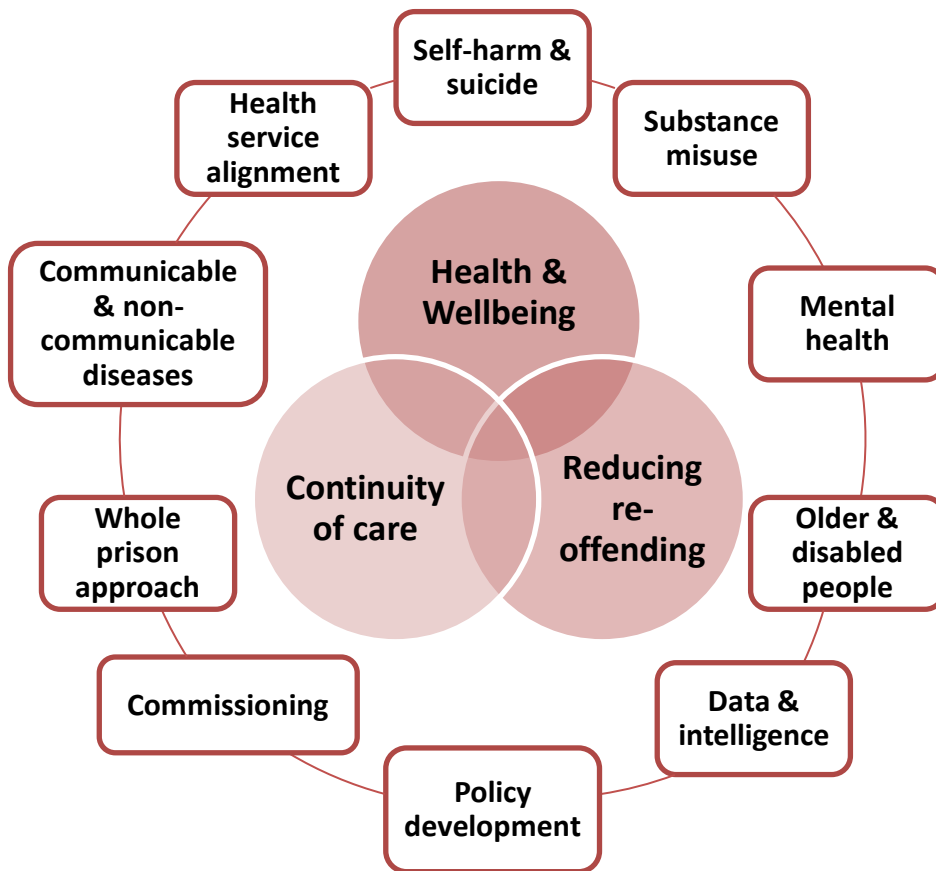 Self-harm &
suicide
Substance
misuse
Mental
health
Older &
disabled
people
Data &
intelligence
Policy
development
Commissioning
Whole
prison
approach
Communicable
& non-
communicable
diseases
Health
service
alignment
Health &
Wellbeing
Reducing
re-
offending
Continuity
of care